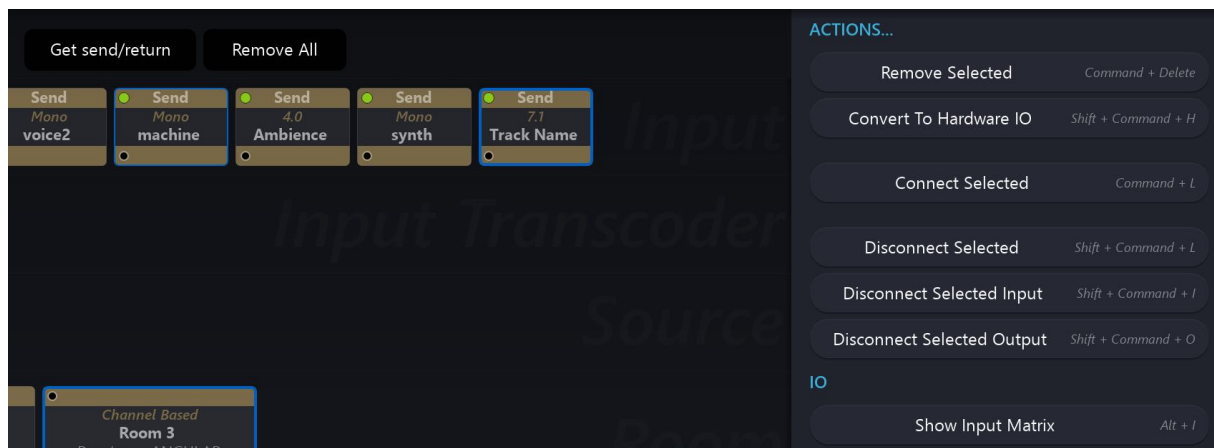 ACTIONS...
Get send/return
Remove All
Remove Selected Command + Delete
Send Send Send Send Send
Mono Mono 4.0 Mono 7.1
voice2 machine Ambience synth Track Name
Convert To Hardware IO Shift + Command + H
Input
Connect Selected Command + L
Input Transcoder
Disconnect Selected Shift + Command + L
Disconnect Selected Input Shift + Command + I
Source
Disconnect Selected Output Shift + Command + O
IO
Channel Based
Room 3
Room
Show Input Matrix Alt + I